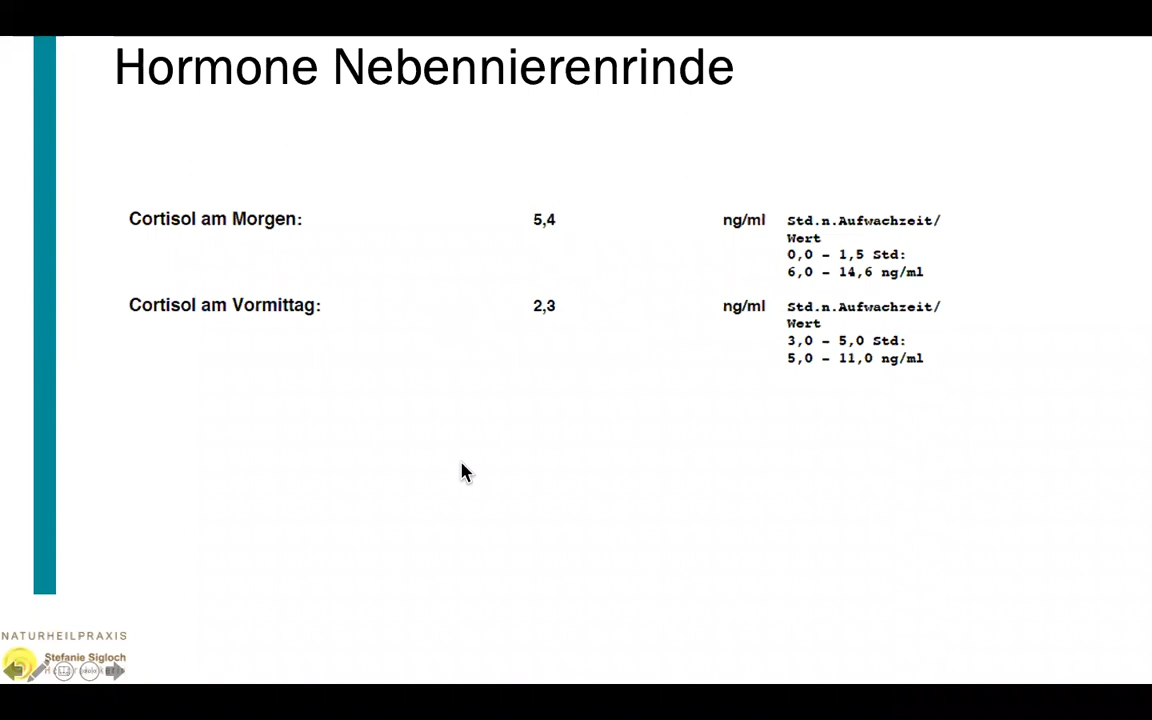 Hormone Nebennierenrinde
Cortisol am Morgen: 5,4 ng/ml Std.n.Aufwachzeit/
Wert
0,0 - 1,5 Std:
6,0 - 14,6 ng/ml
Cortisol am Vormittag: 2,3 ng/ml Std.n.Aufwachzeit/
Wert
3,0 - 5,0 Std:
5,0 - 11,0 ng/ml
NATURHEILPRAXIS
Stefanie Sigloch